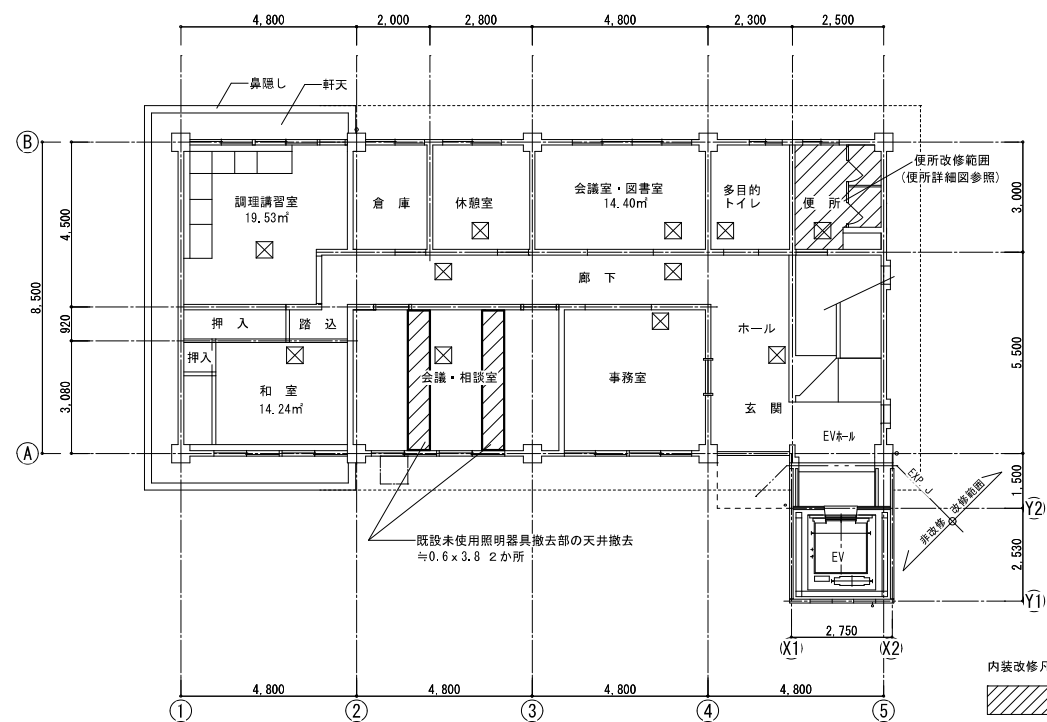 4,800
2,000
2,800
4,800
2,300
2,500
鼻隠し
軒天
B
8,500
4,500
920
3,080
A
調理講習室
19.53㎡
倉庫
休憩室
会議室・図書室
14.40㎡
多目的
トイレ
便所
便所改修範囲
(便所詳細図参照)
3,000
廊下
押入
踏込
押入
和室
14.24㎡
会議・相談室
事務室
ホール
玄関
EVホール
5,500
EXP.J
改修範囲
非改修
1,500
Y2
2,530
Y1
EV
既設未使用照明器具撤去部の天井撤去
≒0.6x3.8 2か所
2,750
X1
X2
内装改修凡
4,800
4,800
4,800
4,800
1
2
3
4
5